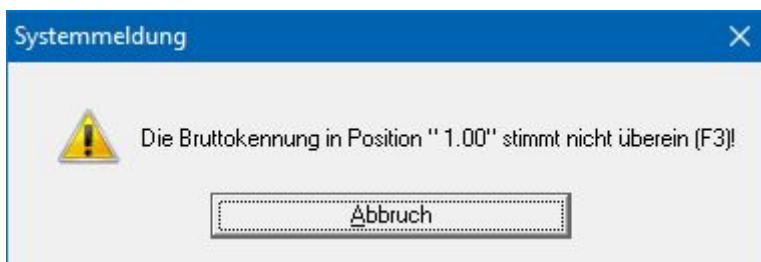 Systemmeldung
Die Bruttokennung in Position " 1.00" stimmt nicht überein (F3)!
Abbruch